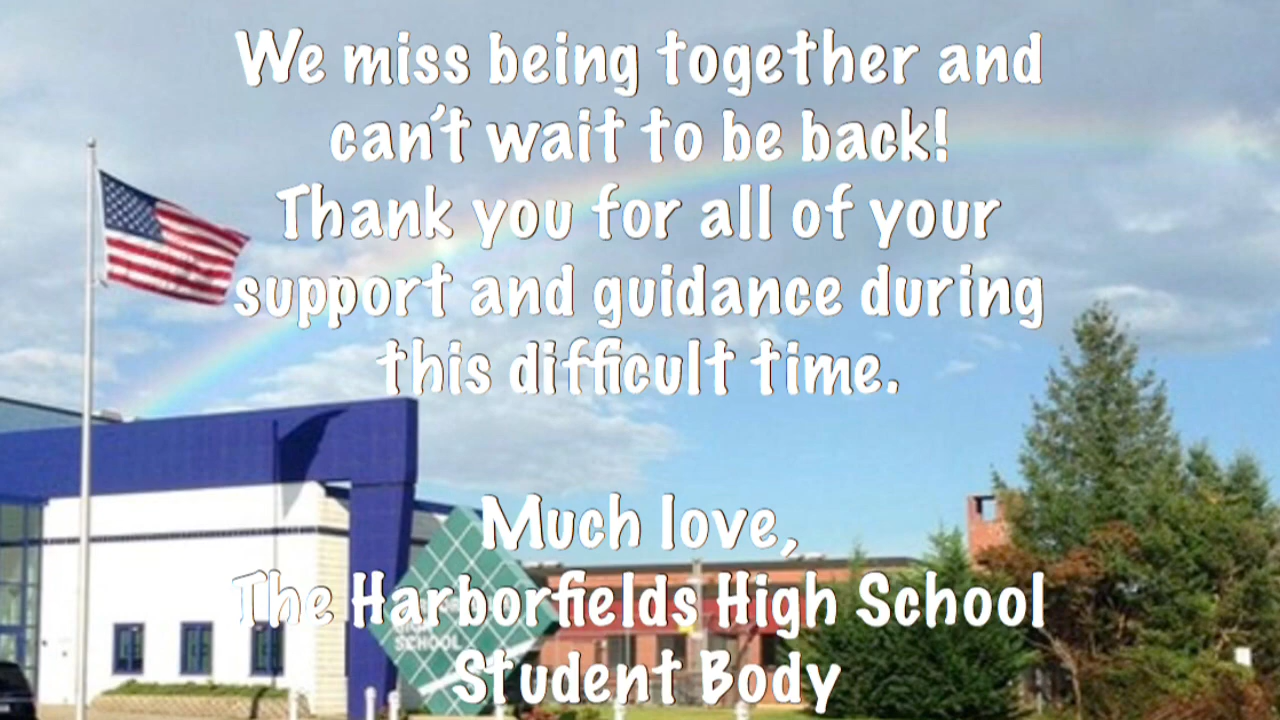 We miss being together and
can't wait to be back!
Thank you for all of your
support and guidance during
this difficult time.
Much love,
The Harborfields High School
Student Body
SCHOOL